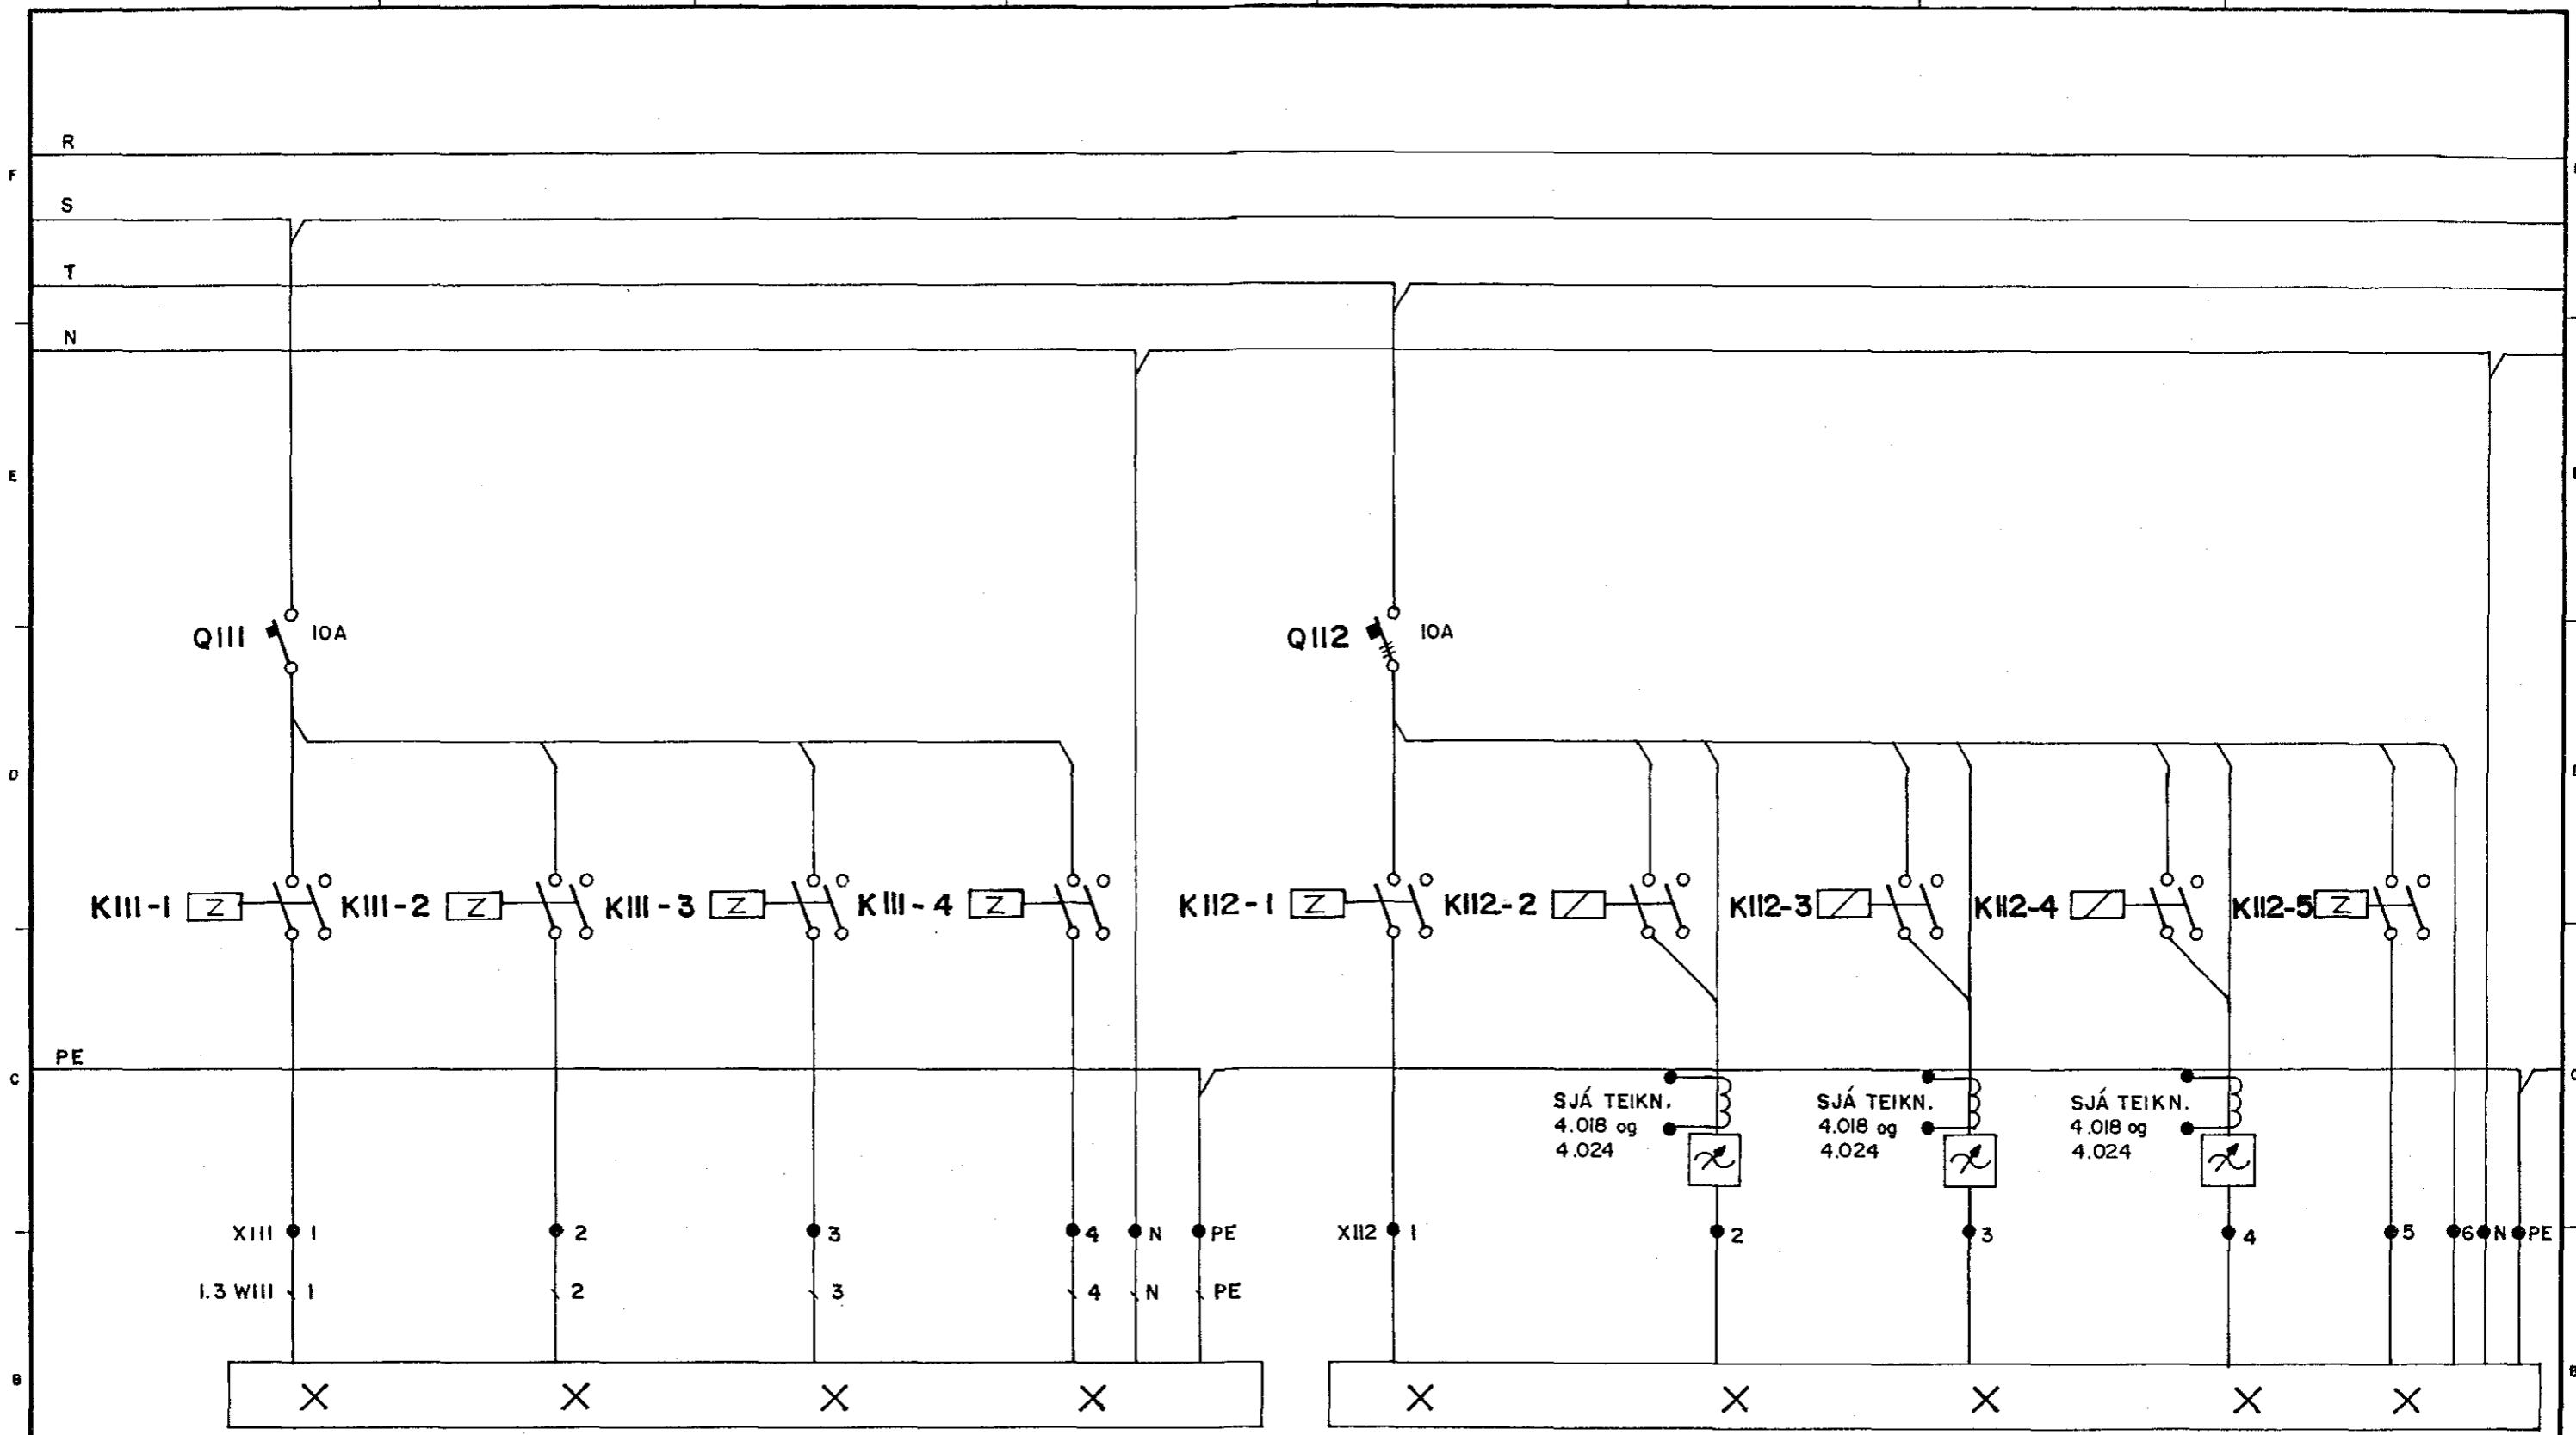 R
F
S
T
N
E
Q111 10A
Q112 10A
D
K111-1 Z K111-2 Z K111-3 Z K111-4 Z K112-1 Z K112-2 K112-3 K112-4 K112-5 Z
PE
C
SJÁ TEIKN.
4.018 og
4.024
SJÁ TEIKN.
4.018 og
4.024
SJÁ TEIKN.
4.018 og
4.024
X111 1 2 3 4 N PE X112 1 2 3 4 5 6 N PE
1.3 W111 1 2 3 4 N PE
B